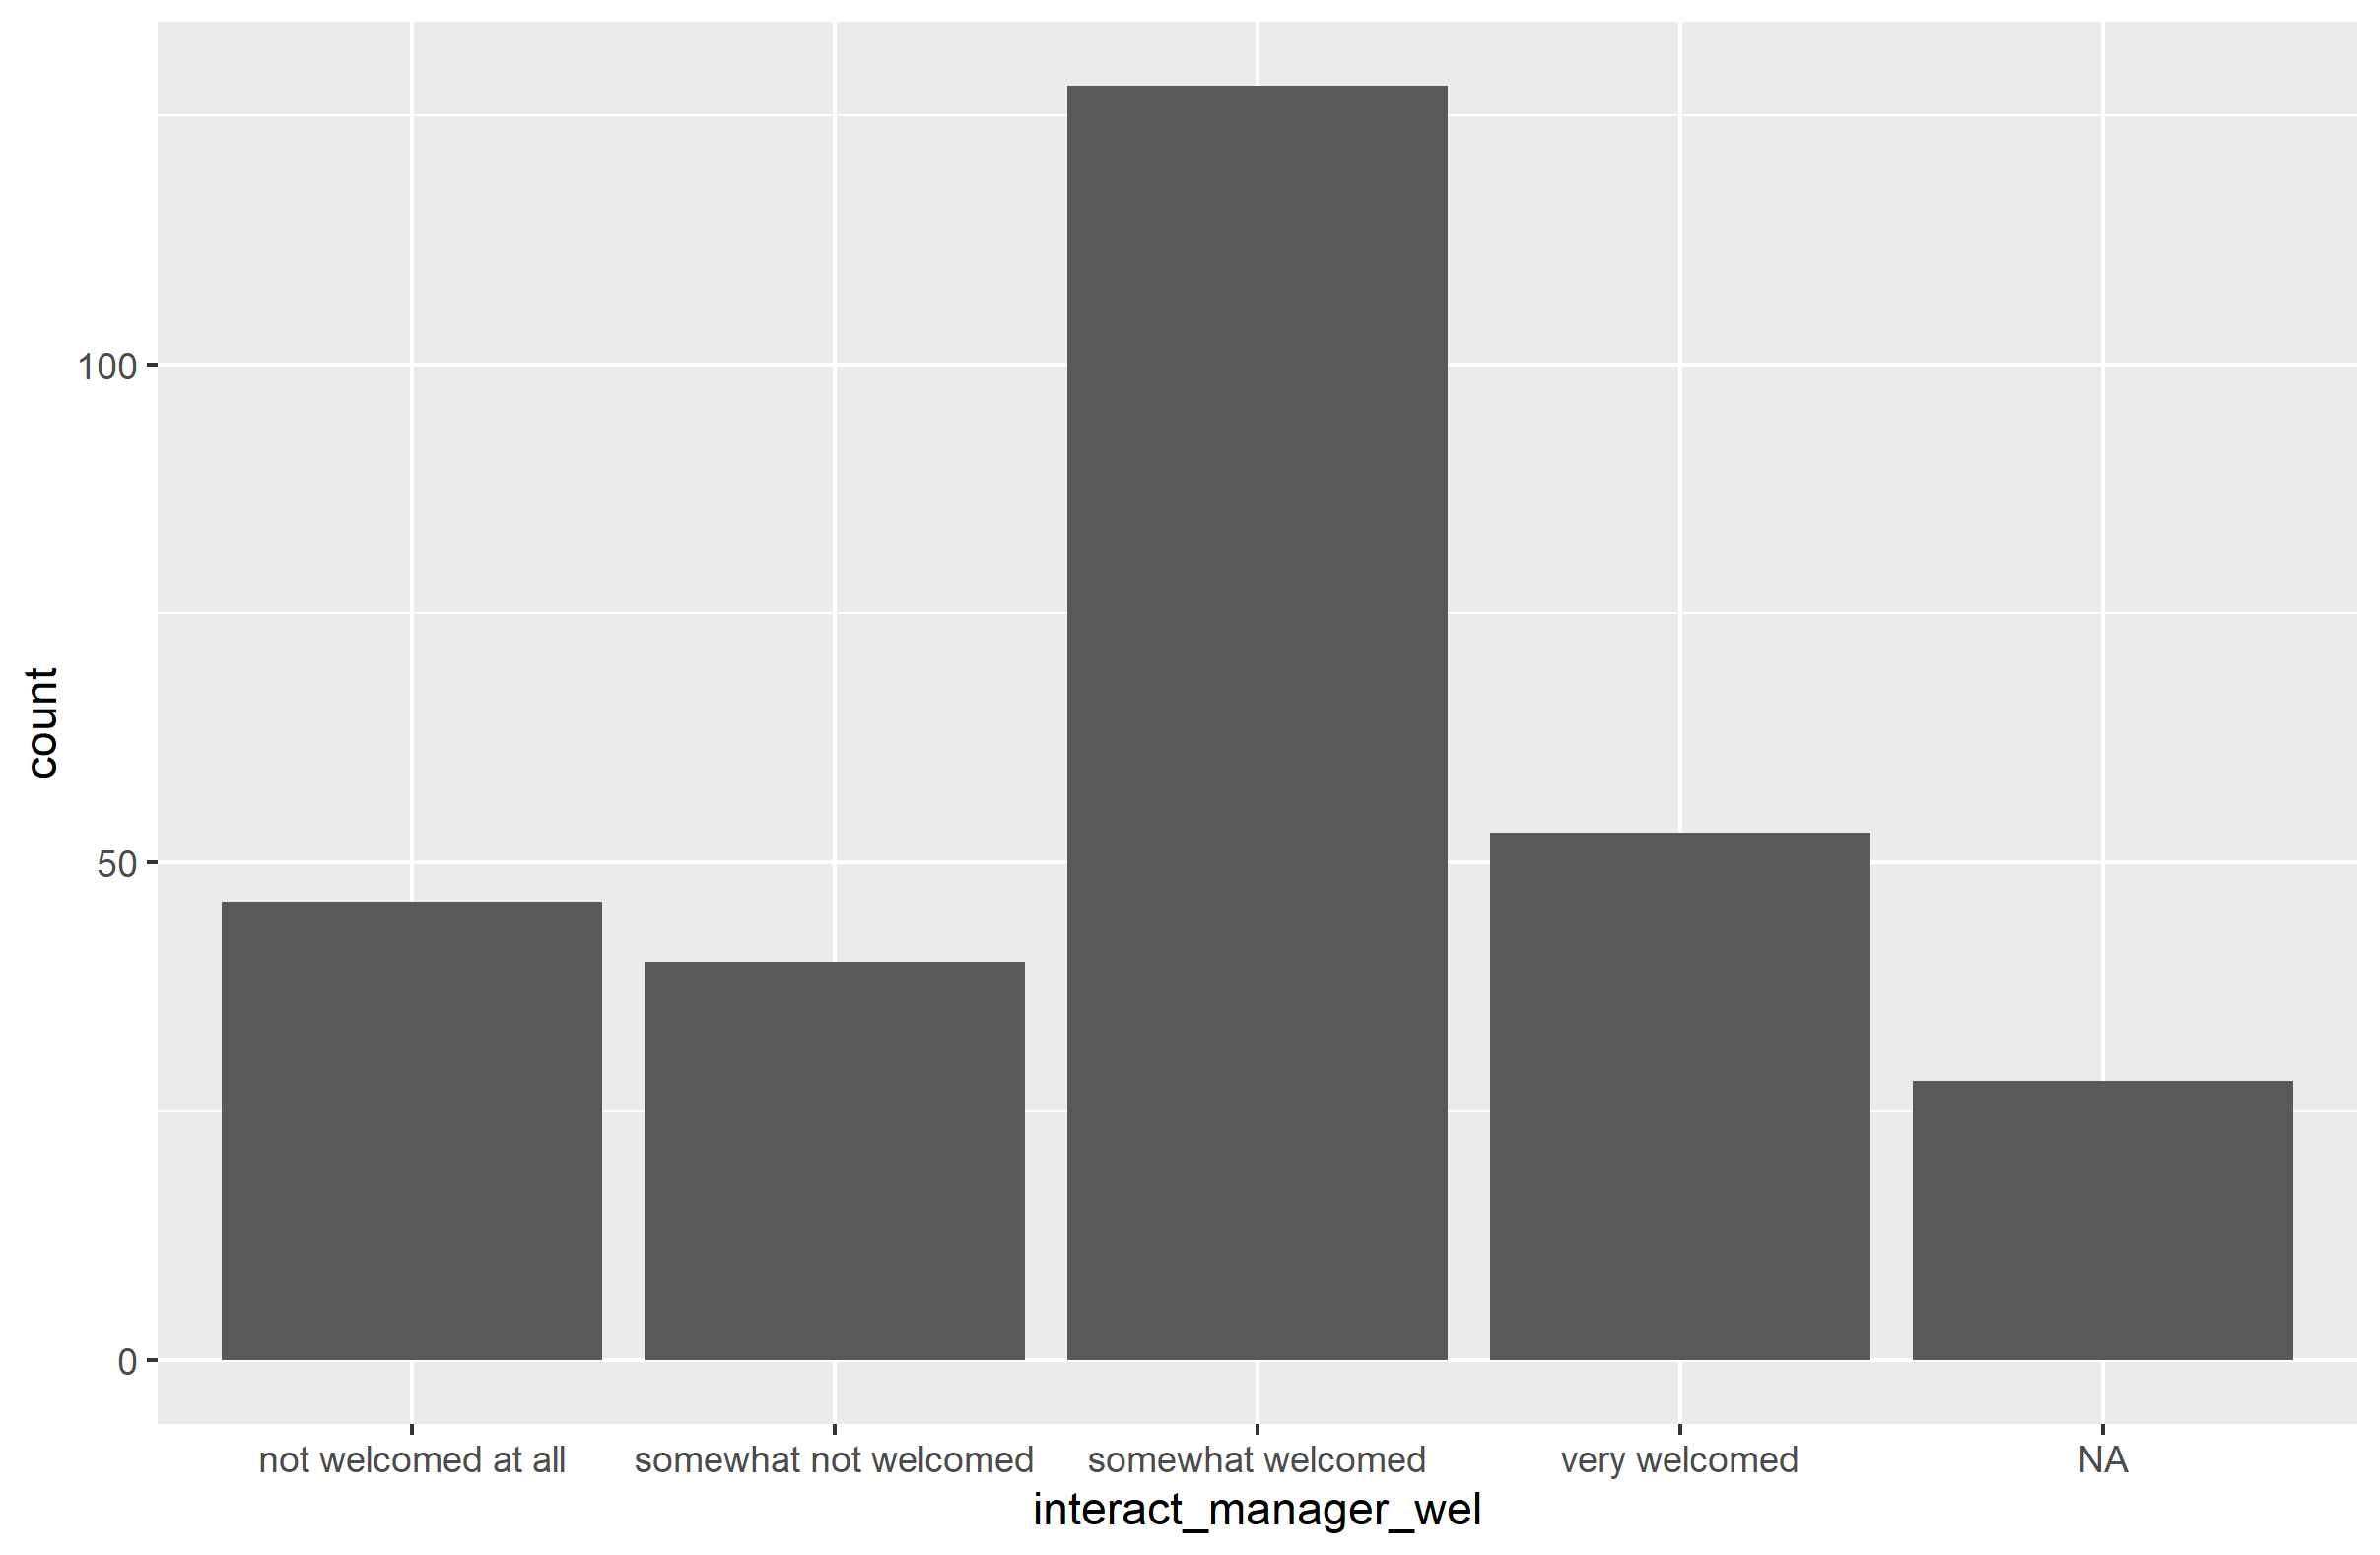 count
100
50
0
not welcomed at all
somewhat not welcomed
somewhat welcomed
very welcomed
NA
interact_manager_wel